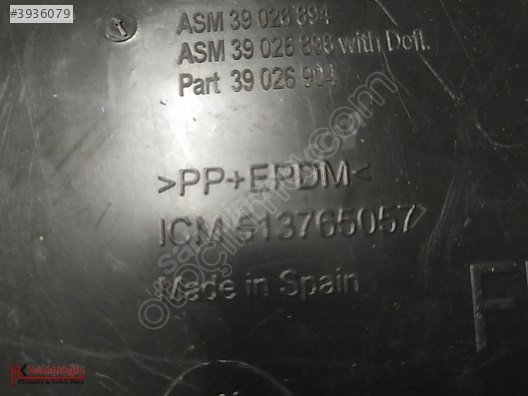 #3936079
ASM 39 026 894
ASM 39 026 896 with Defl.
Part 39 026 904
>PP+EPDM<
ICM 513765057
Made in Spain
F